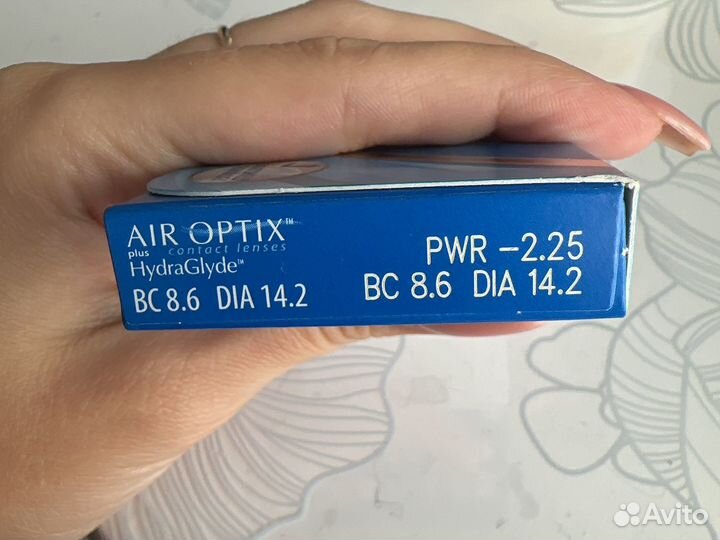 AIR OPTIX™
plus contact lenses
HydraGlyde™
BC 8.6 DIA 14.2
PWR -2.25
BC 8.6 DIA 14.2
Avito